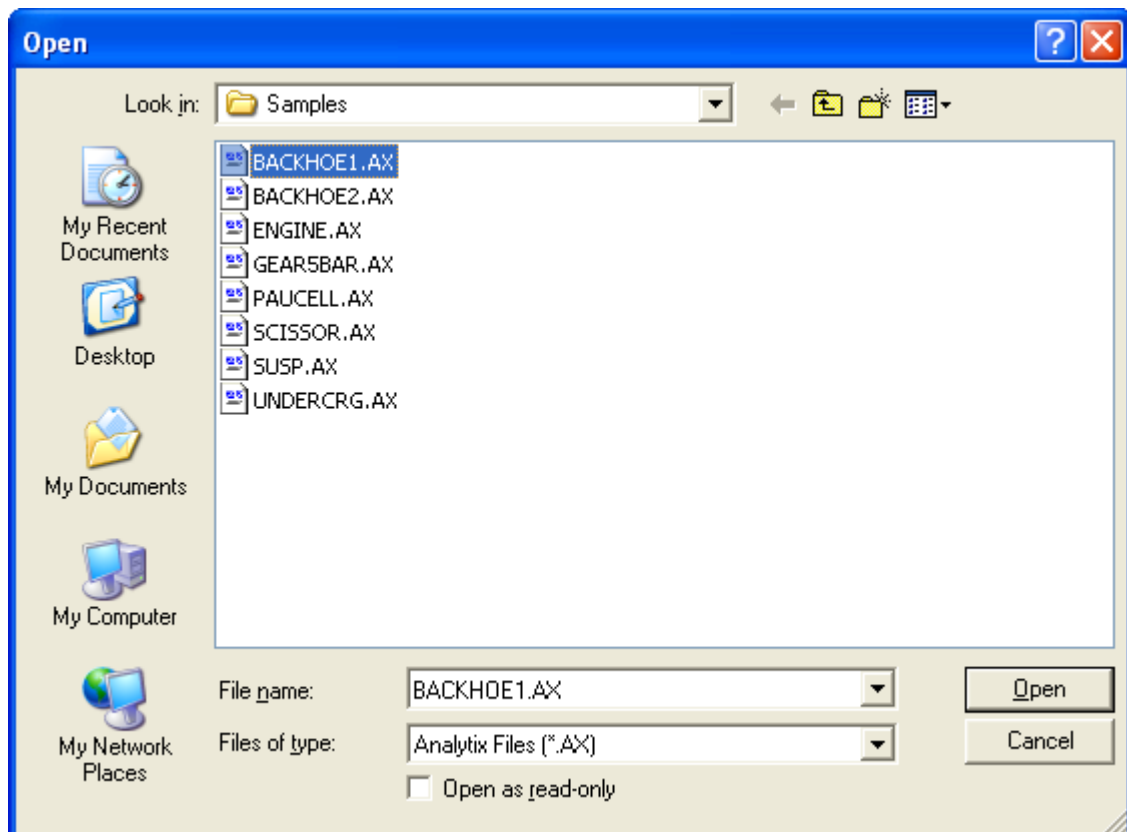 Open
Look in: Samples
BACKHOE1.AX
BACKHOE2.AX
ENGINE.AX
GEAR5BAR.AX
PAUCELL.AX
SCISSOR.AX
SUSP.AX
UNDERCRG.AX
My Recent
Documents
Desktop
My Documents
My Computer
My Network
Places
File name: BACKHOE1.AX Open
Files of type: Analytix Files (*.AX) Cancel
Open as read-only